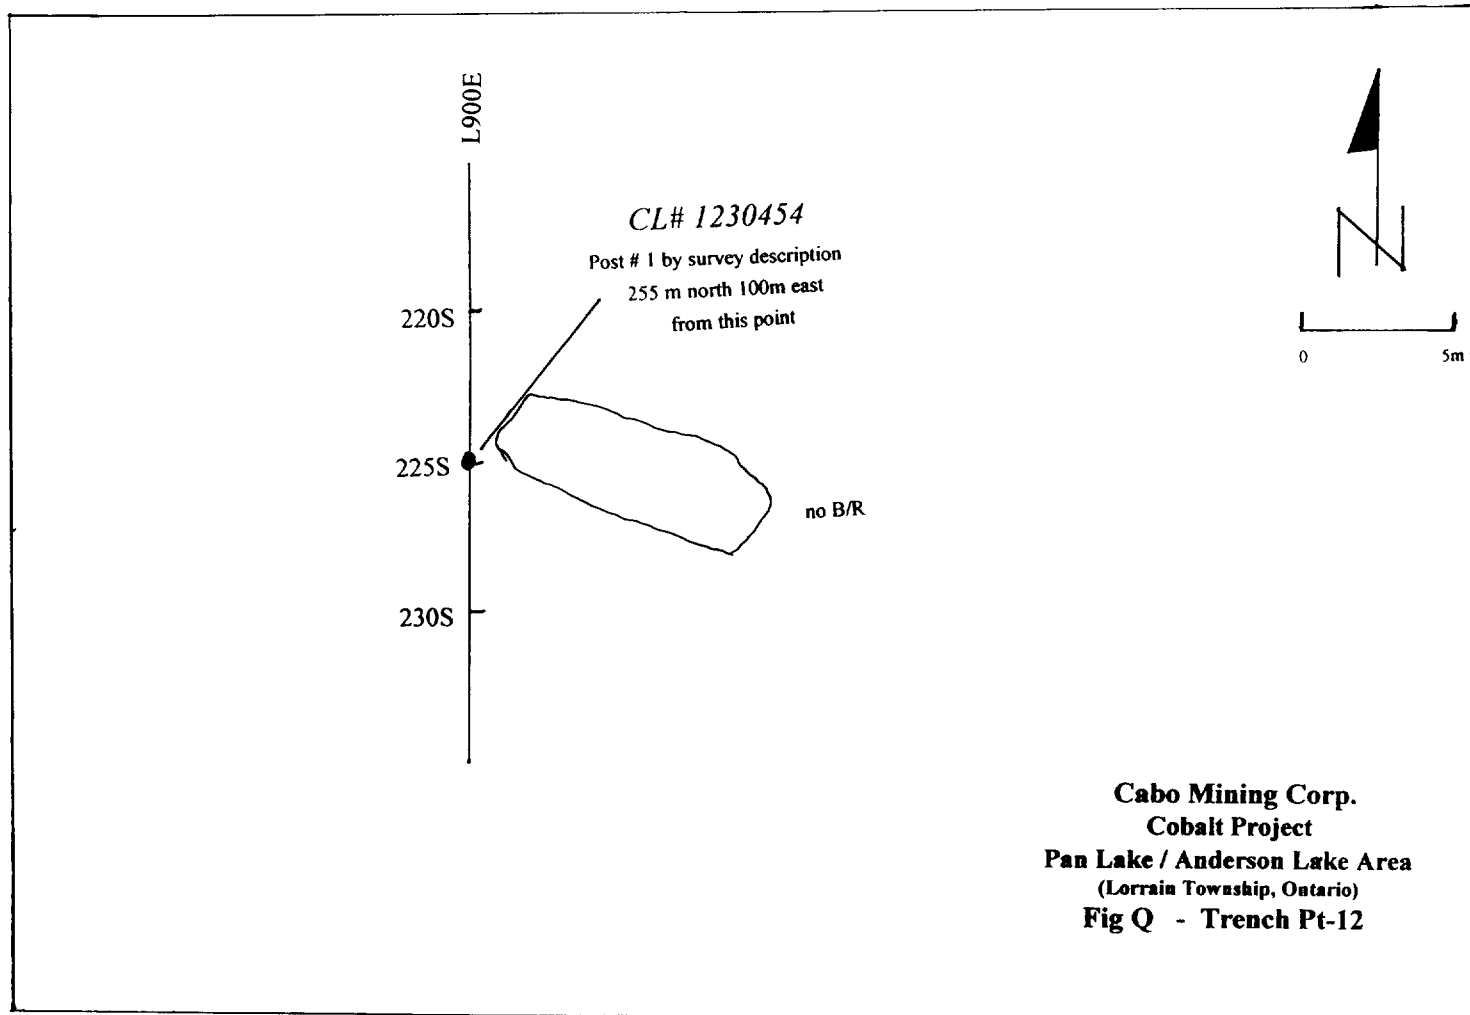 L900E
CL# 1230454
Post # 1 by survey description
255 m north 100m east
from this point
220S
225S
230S
no B/R
N
0 5m
Cabo Mining Corp.
Cobalt Project
Pan Lake / Anderson Lake Area
(Lorrain Township, Ontario)
Fig Q - Trench Pt-12